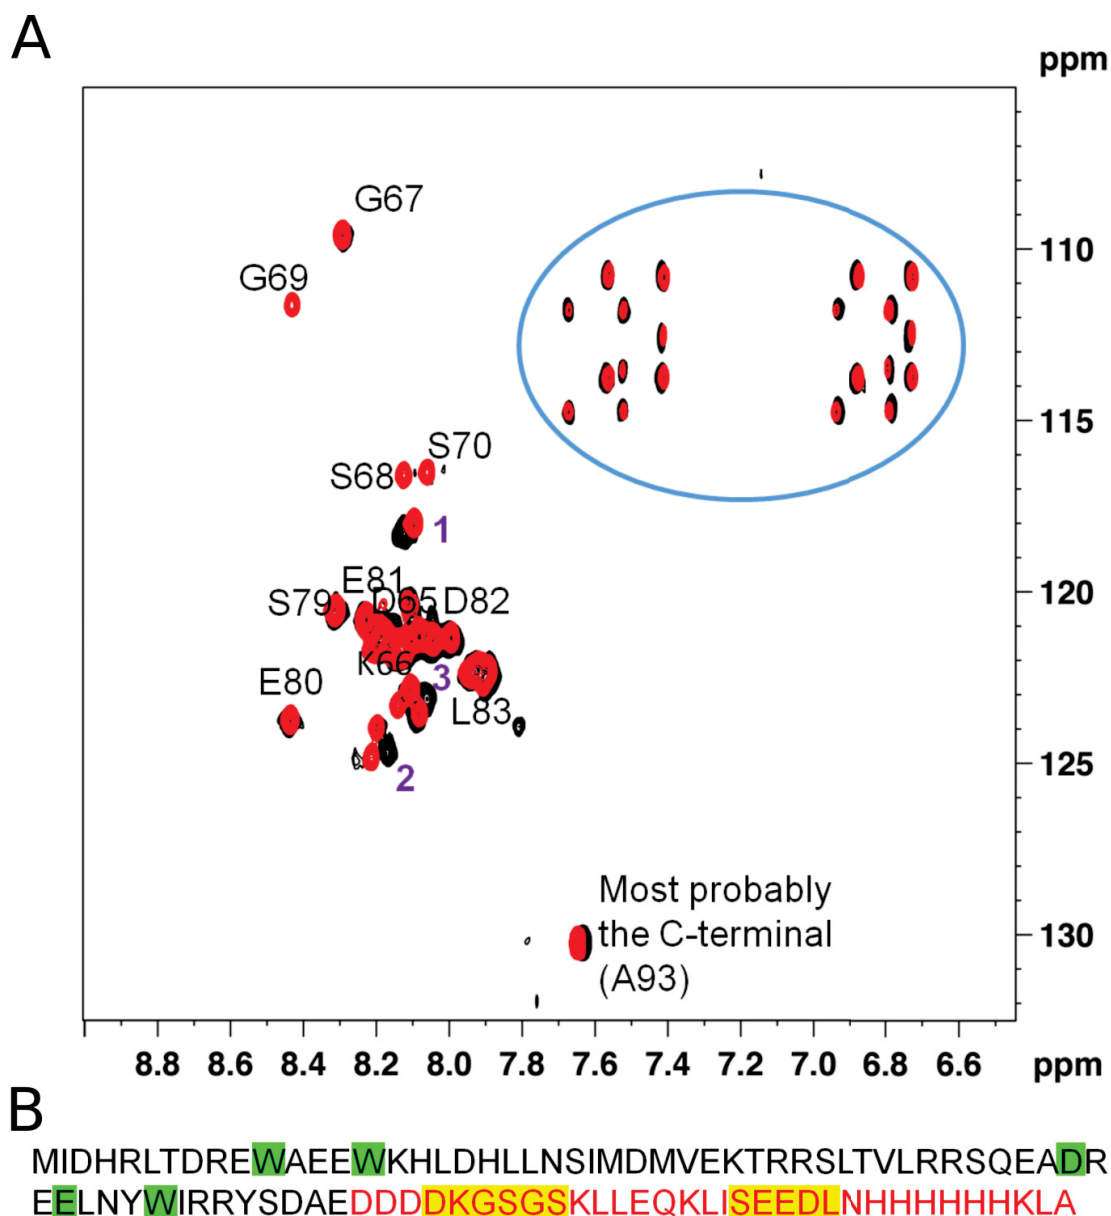 A
ppm
G67
G69
110
115
S70
S68
1
E81
S79
D65
D82
120
K66
3
E80
L83
2
125
Most probably
the C-terminal
(A93)
130
8.8 8.6 8.4 8.2 8.0 7.8 7.6 7.4 7.2 7.0 6.8 6.6 ppm
B
MIDHRLTDREWAEEWKHLDHLLNSIMDMVEKTRRSLTVLRRSQEADR
EELNYWIRRYSDAEDDDDKGSGSKLLEQKLISEEDLNHHHHHHKLA